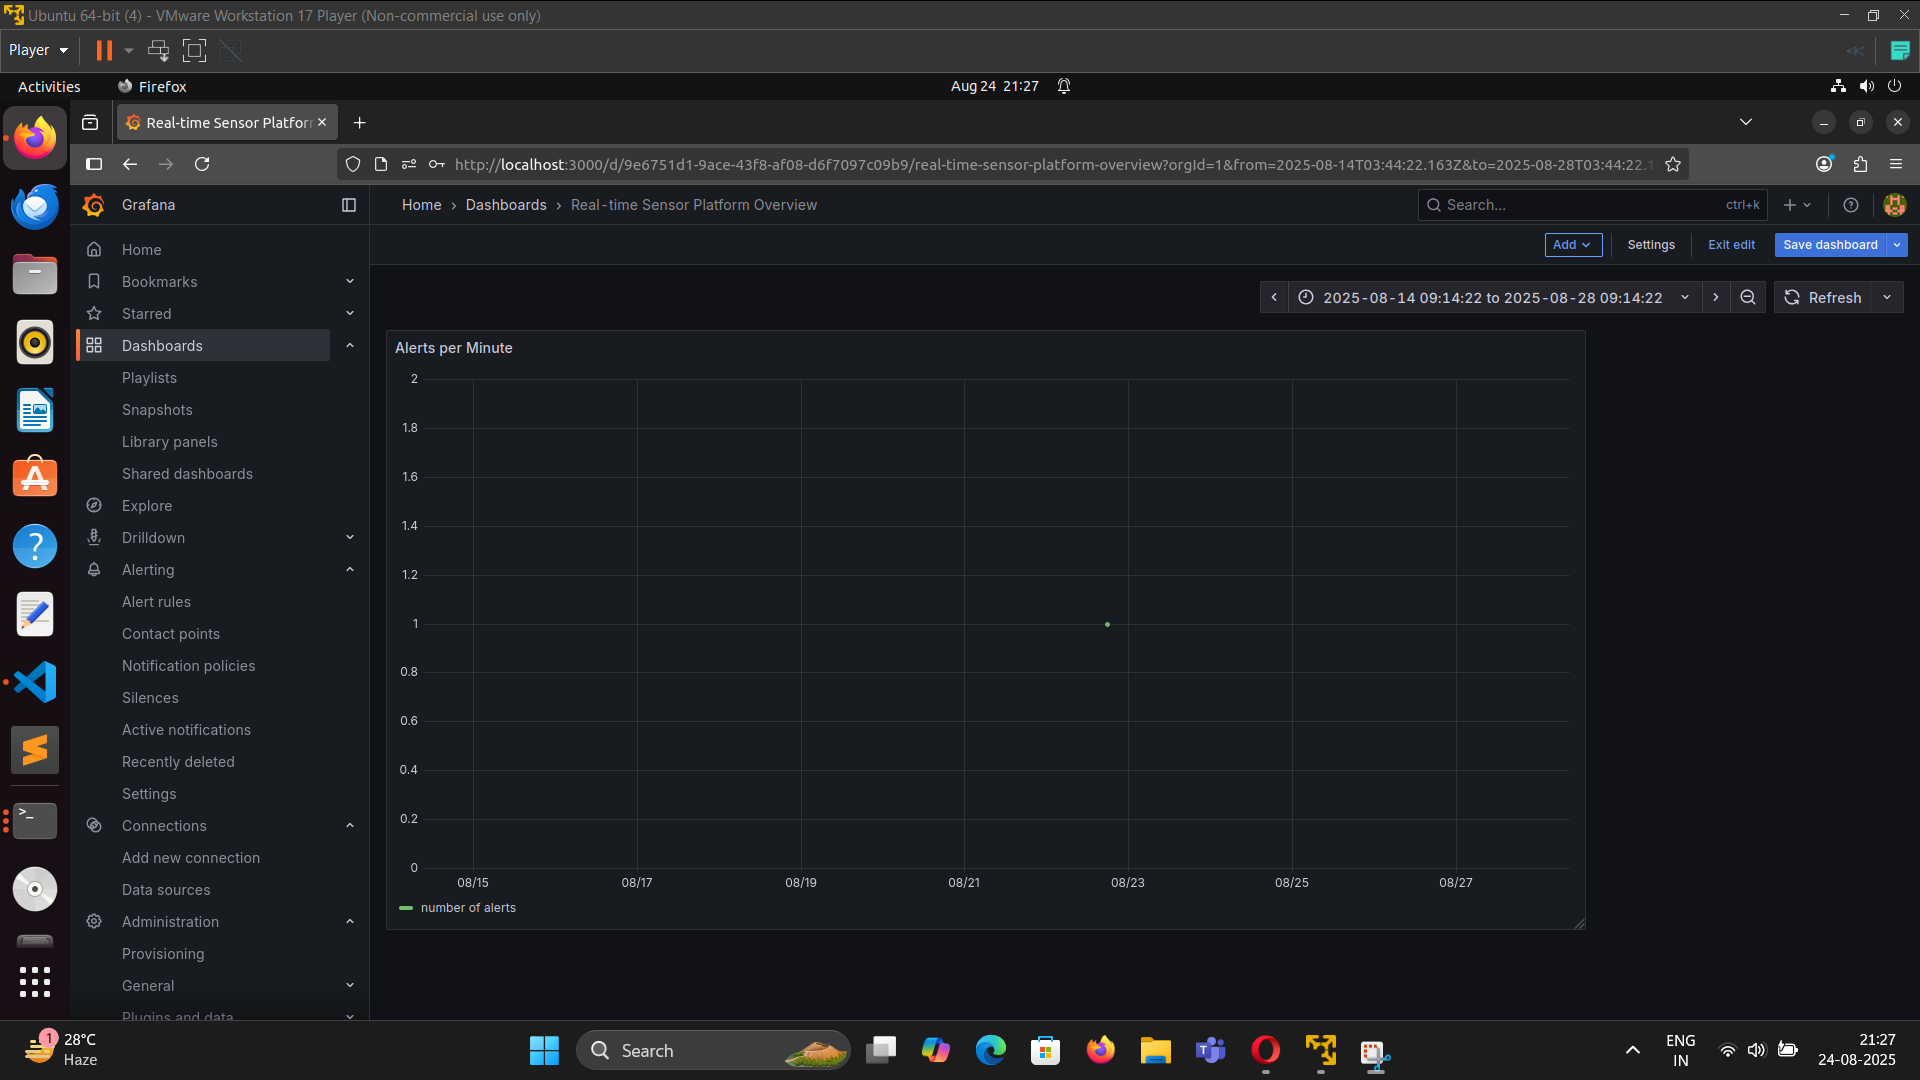 Ubuntu 64-bit (4) - VMware Workstation 17 Player (Non-commercial use only)
Player
Activities
Firefox
Aug 24 21:27
Real-time Sensor Platfor
http://localhost:3000/d/9e6751d1-9ace-43f8-af08-d6f7097c09b9/real-time-sensor-platform-overview?orgId=1&from=2025-08-14T03:44:22.163Z&to=2025-08-28T03:44:22.1
Grafana
Home › Dashboards › Real-time Sensor Platform Overview
Search...
ctrl+k
Add
Settings
Exit edit
Save dashboard
2025-08-14 09:14:22 to 2025-08-28 09:14:22
Refresh
Home
Bookmarks
Starred
Dashboards
Playlists
Snapshots
Library panels
Shared dashboards
Explore
Drilldown
Alerting
Alert rules
Contact points
Notification policies
Silences
Active notifications
Recently deleted
Settings
Connections
Add new connection
Data sources
Administration
Provisioning
General
Plugins and data
Alerts per Minute
2
1.8
1.6
1.4
1.2
1
0.8
0.6
0.4
0.2
0
08/15
08/17
08/19
08/21
08/23
08/25
08/27
number of alerts
1
28°C
Haze
Search
ENG
IN
21:27
24-08-2025